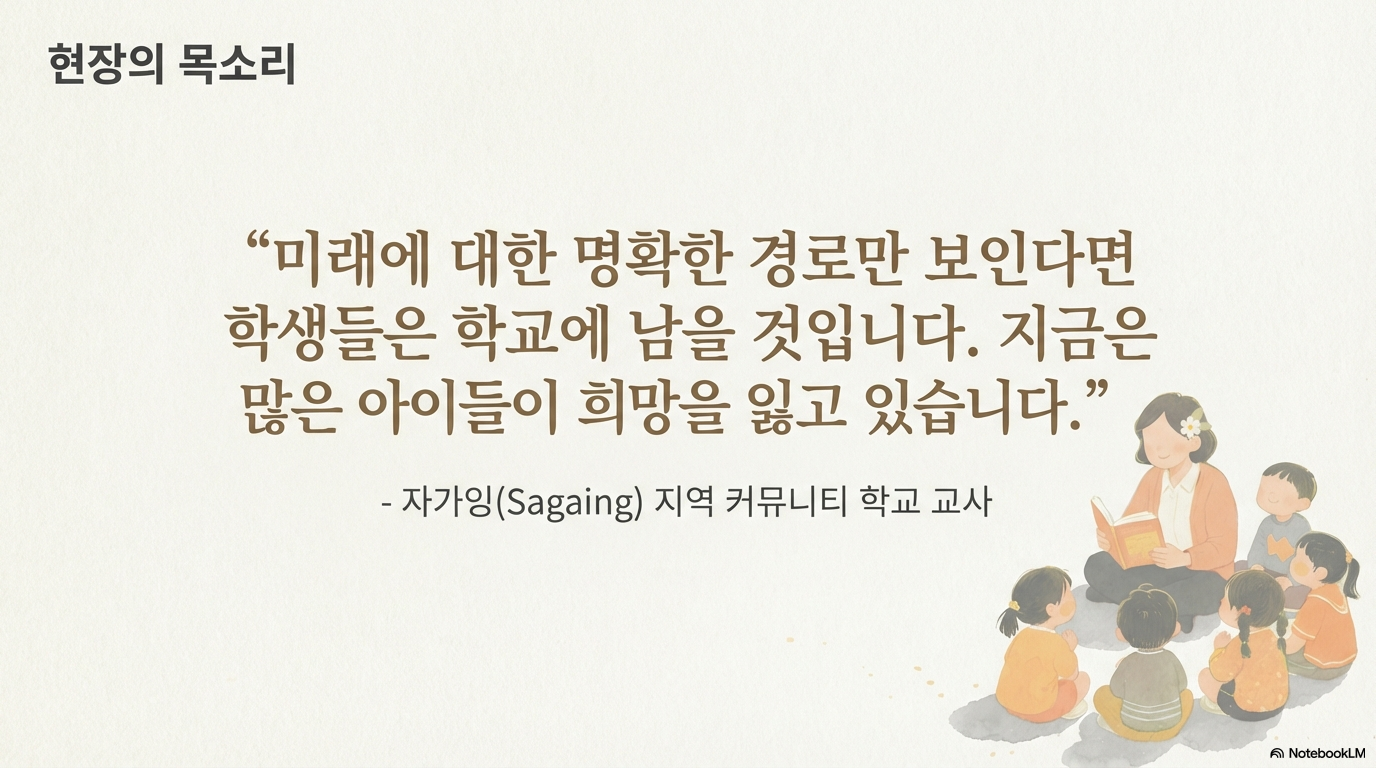 현장의 목소리
“미래에 대한 명확한 경로만 보인다면
학생들은 학교에 남을 것입니다. 지금은
많은 아이들이 희망을 잃고 있습니다.”
- 자가잉(Sagaing) 지역 커뮤니티 학교 교사
NotebookLM